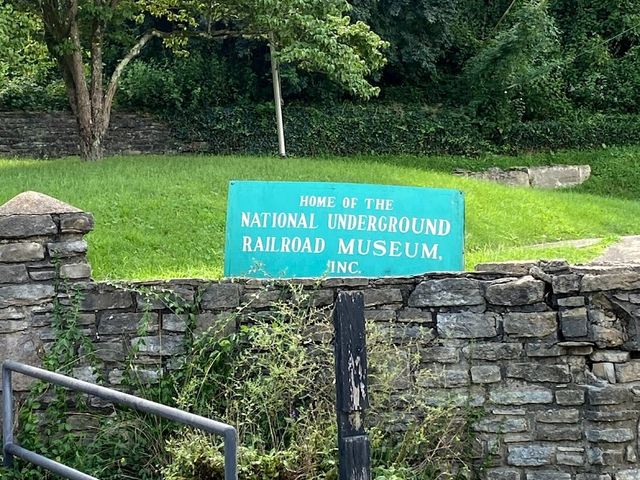 HOME OF THE
NATIONAL UNDERGROUND
RAILROAD MUSEUM,
INC.